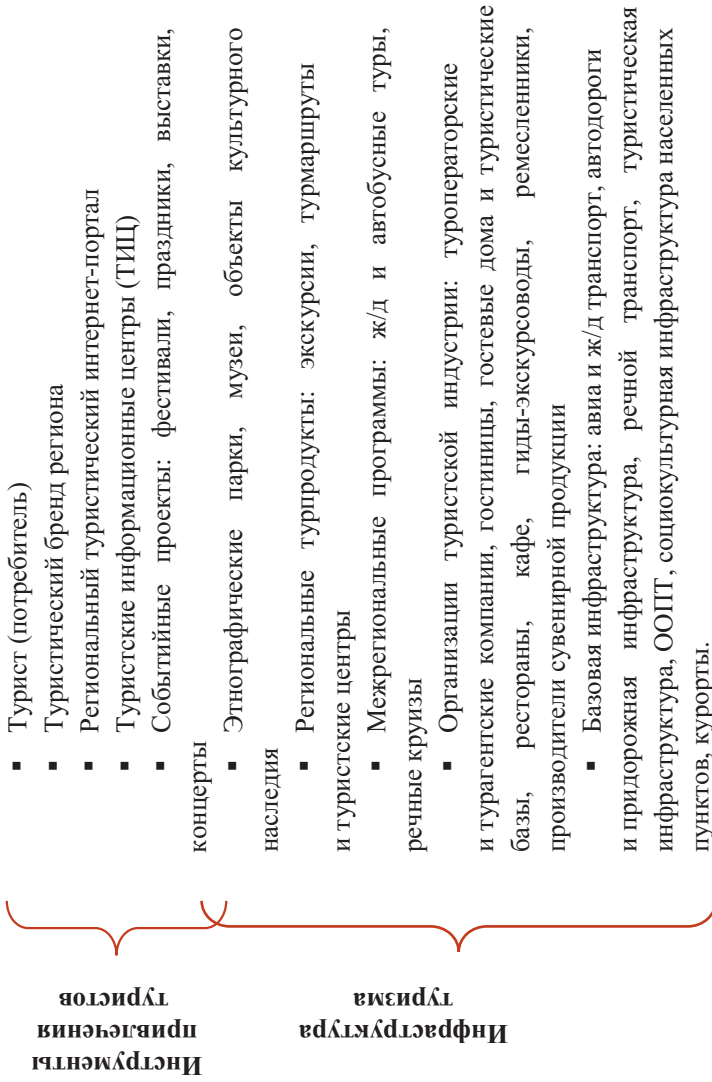 Инструменты
привлечения
туристов
Инфраструктура
туризма
▪ Турист (потребитель)
▪ Туристический бренд региона
▪ Региональный туристический интернет-портал
▪ Туристские информационные центры (ТИЦ)
▪ Событийные проекты: фестивали, праздники, выставки,
концерты
▪ Этнографические парки, музеи, объекты культурного
наследия
▪ Региональные турпродукты: экскурсии, турмаршруты
и туристские центры
▪ Межрегиональные программы: ж/д и автобусные туры,
речные круизы
▪ Организации туристской индустрии: туроператорские
и турагентские компании, гостиницы, гостевые дома и туристические
базы, рестораны, кафе, гиды-экскурсоводы, ремесленники,
производители сувенирной продукции
▪ Базовая инфраструктура: авиа и ж/д транспорт, автодороги
и придорожная инфраструктура, речной транспорт, туристическая
инфраструктура, ООПТ, социокультурная инфраструктура населенных
пунктов, курорты.